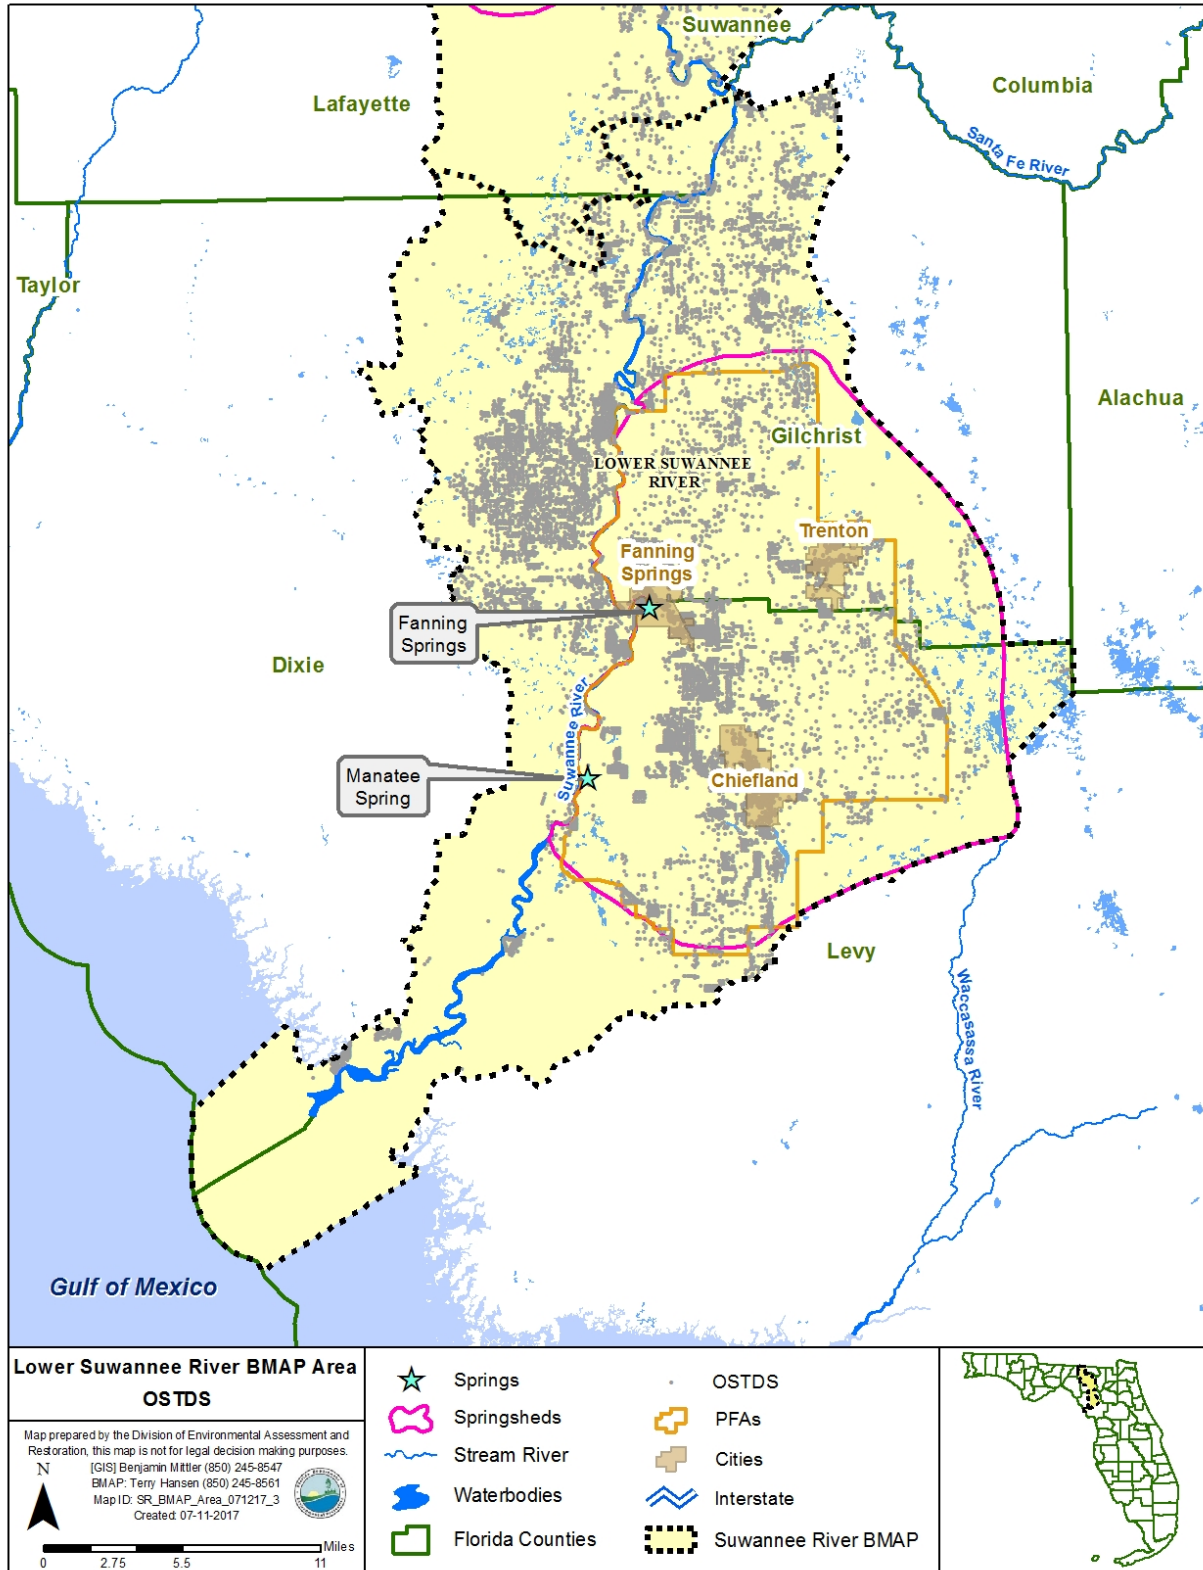 Suwannee
Lafayette
Columbia
Santa Fe River
Taylor
Alachua
Gilchrist
LOWER SUWANNEE
RIVER
Trenton
Fanning
Springs
Fanning
Springs
Dixie
Suwannee River
Manatee
Spring
Chiefland
Levy
Waccasassa River
Gulf of Mexico
Lower Suwannee River BMAP Area
OSTDS
Map prepared by the Division of Environmental Assessment and
Restoration, this map is not for legal decision making purposes.
N
[GIS] Benjamin Mittler (850) 245-8547
BMAP: Terry Hansen (850) 245-8561
Map ID: SR_BMAP_Area_071217_3
Created: 07-11-2017
Miles
0 2.75 5.5 11
Springs
Springsheds
Stream River
Waterbodies
Florida Counties
OSTDS
PFAs
Cities
Interstate
Suwannee River BMAP